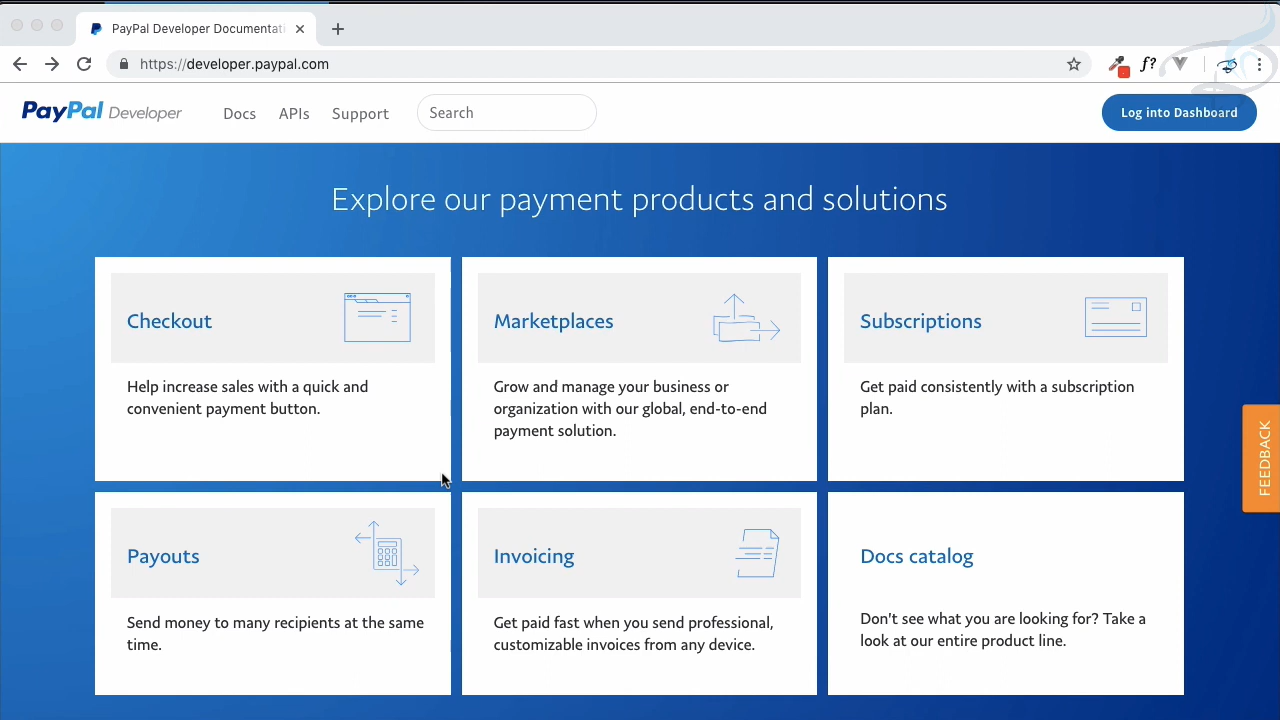 PayPal Developer Documentati
https://developer.paypal.com
f?
PayPal Developer
Docs
APIs
Support
Search
Log into Dashboard
Explore our payment products and solutions
Checkout
Help increase sales with a quick and
convenient payment button.
Marketplaces
Grow and manage your business or
organization with our global, end-to-end
payment solution.
Subscriptions
Get paid consistently with a subscription
plan.
FEEDBACK
Payouts
Send money to many recipients at the same
time.
Invoicing
Get paid fast when you send professional,
customizable invoices from any device.
Docs catalog
Don't see what you are looking for? Take a
look at our entire product line.